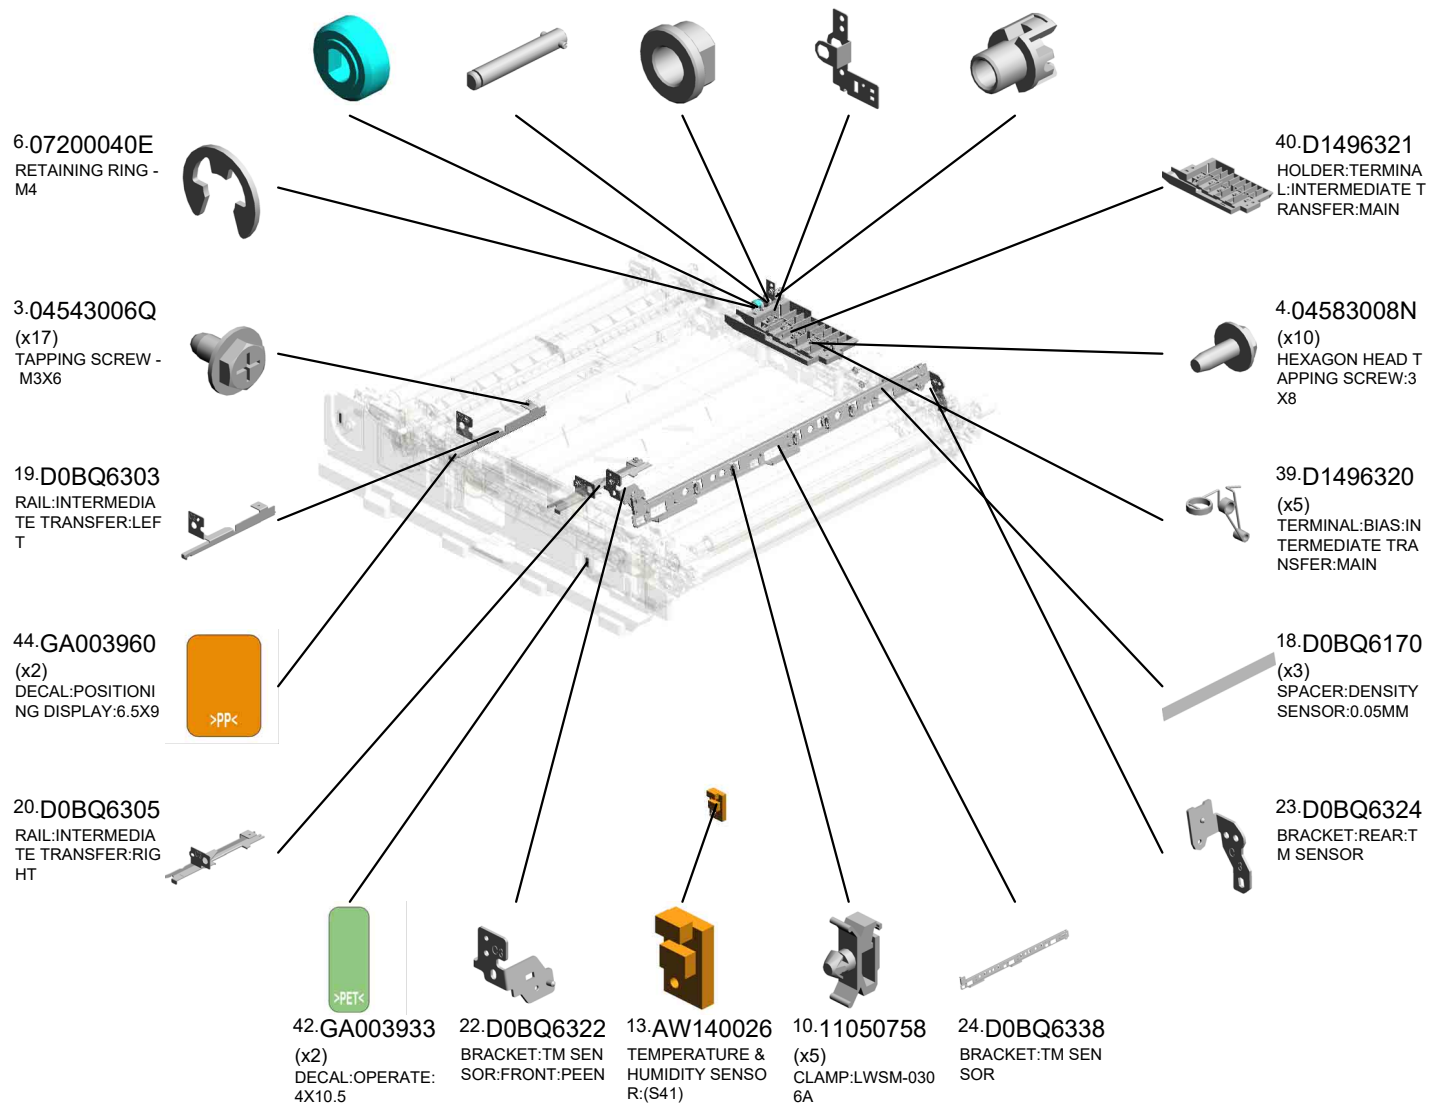 6.07200040E
RETAINING RING -
M4
3.04543006Q
(x17)
TAPPING SCREW -
M3X6
19.D0BQ6303
RAIL:INTERMEDIA
TE TRANSFER:LEF
T
44.GA003960
(x2)
DECAL:POSITIONI
NG DISPLAY:6.5X9
>PP<
20.D0BQ6305
RAIL:INTERMEDIA
TE TRANSFER:RIG
HT
40.D1496321
HOLDER:TERMINA
L:INTERMEDIATE T
RANSFER:MAIN
4.04583008N
(x10)
HEXAGON HEAD T
APPING SCREW:3
X8
39.D1496320
(x5)
TERMINAL:BIAS:IN
TERMEDIATE TRA
NSFER:MAIN
18.D0BQ6170
(x3)
SPACER:DENSITY
SENSOR:0.05MM
23.D0BQ6324
BRACKET:REAR:T
M SENSOR
>PET<
42.GA003933
(x2)
DECAL:OPERATE:
4X10.5
22.D0BQ6322
BRACKET:TM SEN
SOR:FRONT:PEEN
13.AW140026
TEMPERATURE &
HUMIDITY SENSO
R:(S41)
10.11050758
(x5)
CLAMP:LWSM-030
6A
24.D0BQ6338
BRACKET:TM SEN
SOR